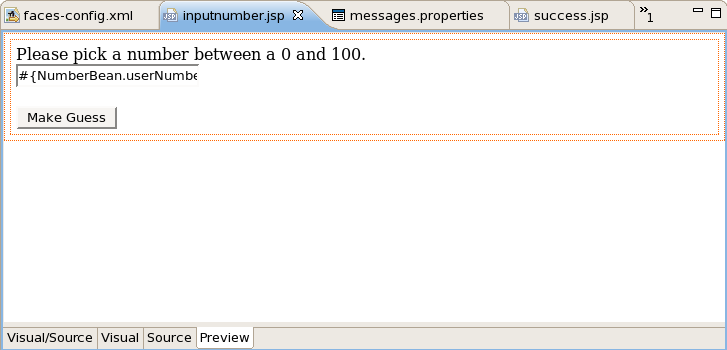 faces-config.xml inputnumber.jsp messages.properties success.jsp »1
Please pick a number between a 0 and 100.
#{NumberBean.userNumbe
Make Guess
Visual/Source Visual Source Preview